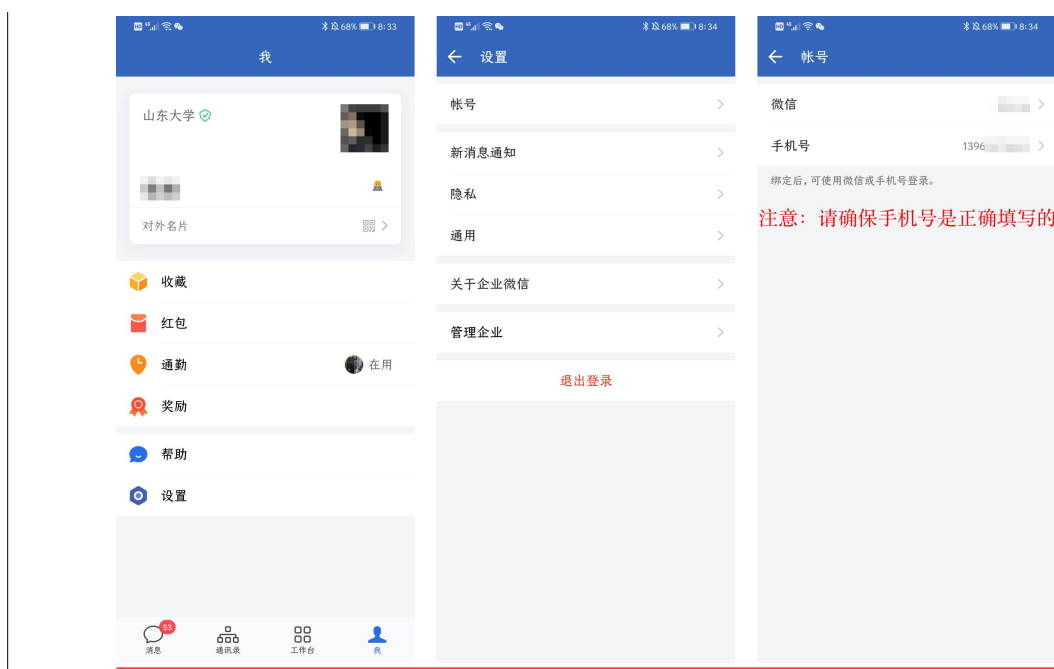 68% 8:33
我
山东大学
对外名片
收藏
红包
通勤 在用
奖励
帮助
设置
53
消息 通讯录 工作台 我
68% 8:34
设置
帐号
新消息通知
隐私
通用
关于企业微信
管理企业
退出登录
68% 8:34
帐号
微信
手机号 1396
绑定后，可使用微信或手机号登录。
注意：请确保手机号是正确填写的